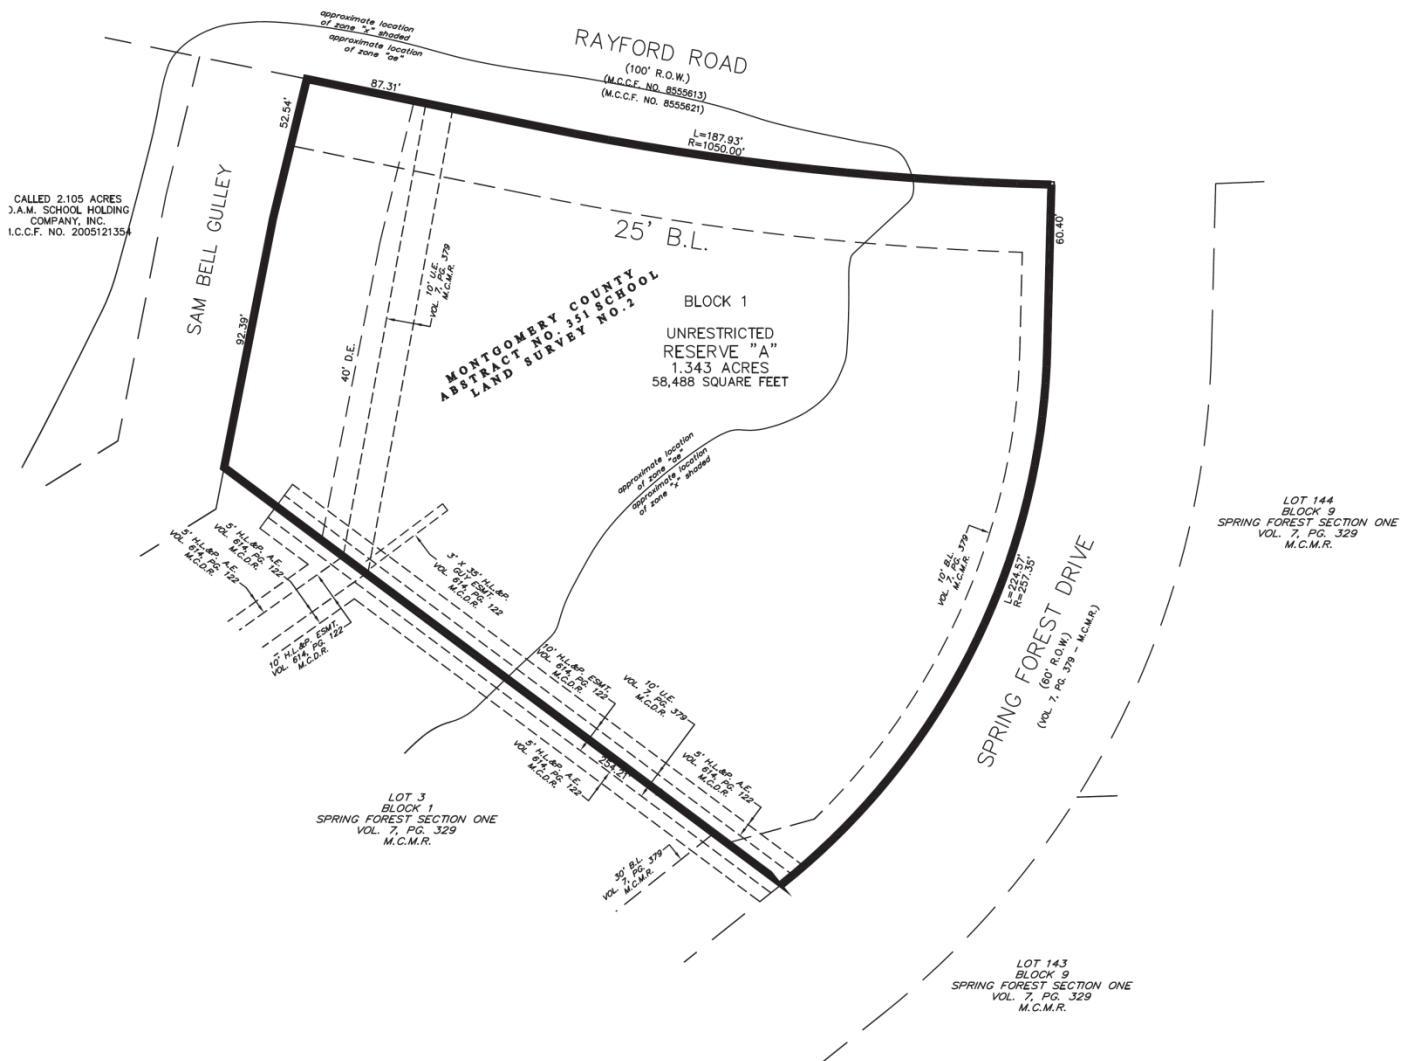 approximate location
of zone "x" shaded
approximate location
of zone "ae"
RAYFORD ROAD
(100' R.O.W.)
(M.C.C.F. NO. 8555613)
(M.C.C.F. NO. 8555621)
87.31'
52.54'
L=187.93'
R=1050.00'
CALLED 2.105 ACRES
D.A.M. SCHOOL HOLDING
COMPANY, INC.
M.C.C.F. NO. 2005121354
SAM BELL GULLEY
92.39'
25' B.L.
60.40'
10' U.E.
VOL. 7, PG. 379
M.C.M.R.
40' D.E.
MONTGOMERY COUNTY
ABSTRACT NO. 351 SCHOOL
LAND SURVEY NO. 2
BLOCK 1
UNRESTRICTED
RESERVE "A"
1.343 ACRES
58,488 SQUARE FEET
approximate location
of zone "ae"
approximate location
of zone "x" shaded
LOT 144
BLOCK 9
SPRING FOREST SECTION ONE
VOL. 7, PG. 329
M.C.M.R.
5' H.L.&P. A.E.
VOL. 614, PG. 122
M.C.D.R.
5' H.L.&P. A.E.
VOL. 614, PG. 122
M.C.D.R.
3' X 35' H.L.&P.
GUY ESMT.
VOL. 614, PG. 122
M.C.D.R.
10' H.L.&P. ESMT.
VOL. 614, PG. 122
M.C.D.R.
10' B.L.
VOL. 7, PG. 379
M.C.M.R.
L=224.57'
R=257.35'
SPRING FOREST DRIVE
(60' R.O.W.)
(VOL. 7, PG. 379 - M.C.M.R.)
10' H.L.&P. ESMT.
VOL. 614, PG. 122
M.C.D.R.
10' U.E.
VOL. 7, PG. 379
M.C.D.R.
5' H.L.&P. A.E.
VOL. 614, PG. 122
M.C.D.R.
254.21'
5' H.L.&P. A.E.
VOL. 614, PG. 122
M.C.D.R.
LOT 3
BLOCK 1
SPRING FOREST SECTION ONE
VOL. 7, PG. 329
M.C.M.R.
30' B.L.
VOL. 7, PG. 379
M.C.M.R.
LOT 143
BLOCK 9
SPRING FOREST SECTION ONE
VOL. 7, PG. 329
M.C.M.R.